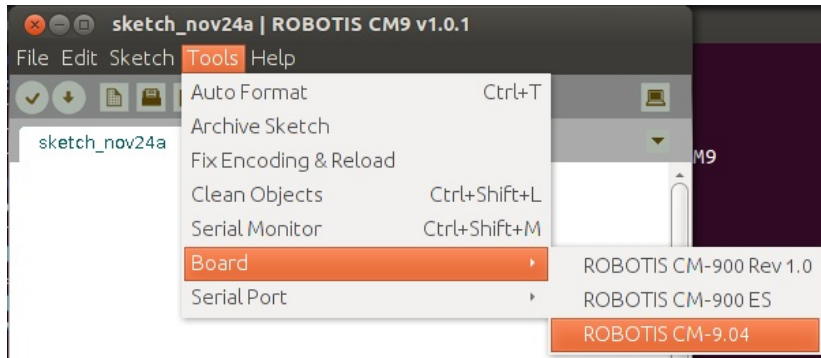 sketch_nov24a | ROBOTIS CM9 v1.0.1
File Edit Sketch Tools Help
Auto Format Ctrl+T
Archive Sketch
sketch_nov24a
Fix Encoding & Reload
M9
Clean Objects Ctrl+Shift+L
Serial Monitor Ctrl+Shift+M
Board
ROBOTIS CM-900 Rev 1.0
Serial Port
ROBOTIS CM-900 ES
ROBOTIS CM-9.04